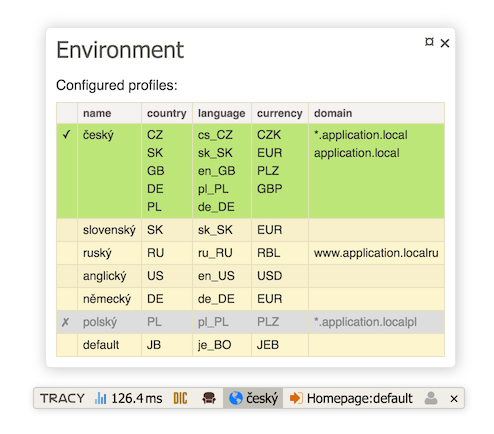 Environment
Configured profiles:
name country language currency domain
✓ český CZ cs_CZ CZK *.application.local
SK sk_SK EUR application.local
GB en_GB PLZ
DE pl_PL GBP
PL de_DE
slovenský SK sk_SK EUR
ruský RU ru_RU RBL www.application.localru
anglický US en_US USD
německý DE de_DE EUR
✗ polský PL pl_PL PLZ *.application.localpl
default JB je_BO JEB
TRACY 126.4 ms DIC český Homepage:default ×